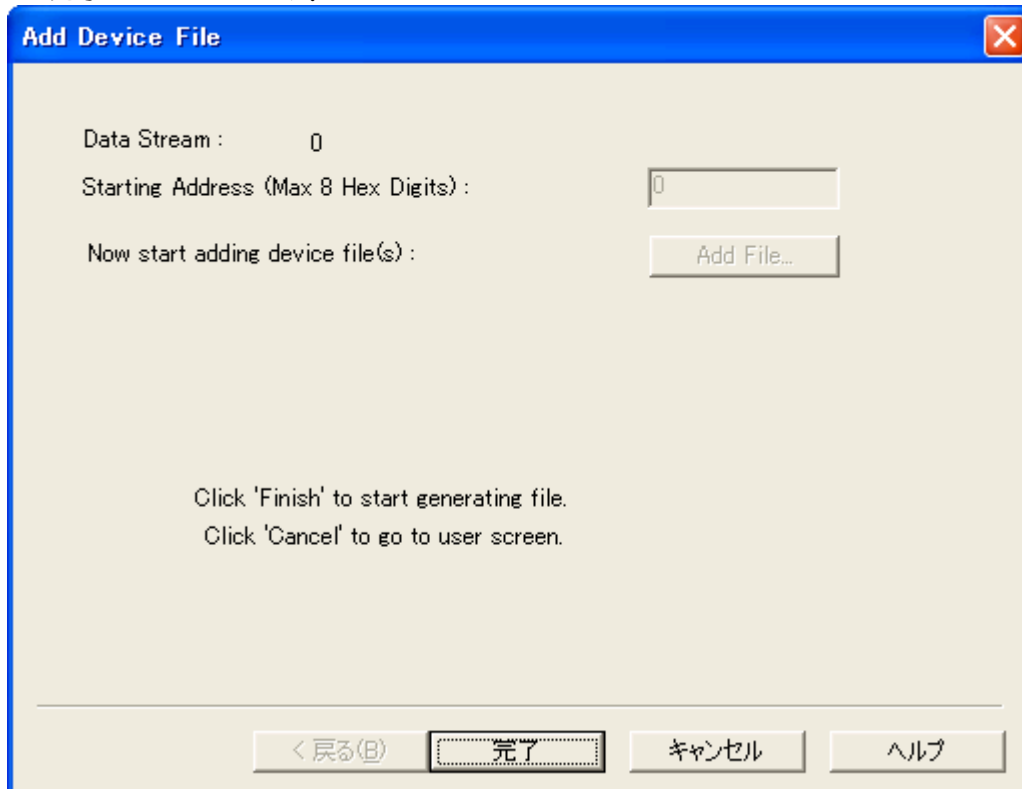 Add Device File
Data Stream : 0
Starting Address (Max 8 Hex Digits) : 0
Now start adding device file(s) : Add File...
Click 'Finish' to start generating file.
Click 'Cancel' to go to user screen.
< 戻る(B) 完了 キャンセル ヘルプ